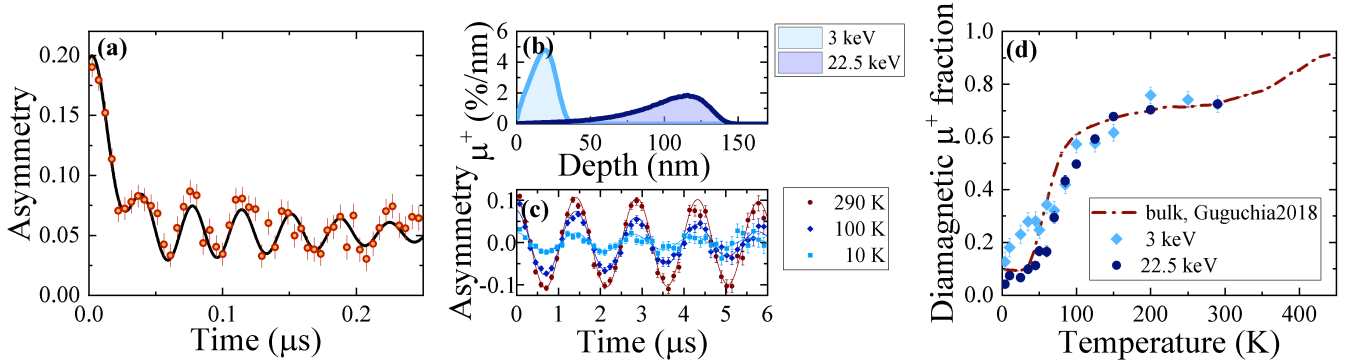 (a)
Asymmetry
0.20
0.15
0.10
0.05
0.00
0.0
0.1
0.2
Time (μs)
(b)
μ⁺ (%/nm)
6
4
2
0
0
50
100
150
Depth (nm)
3 keV
22.5 keV
(c)
Asymmetry
0.1
0.0
-0.1
0 1 2 3 4 5 6
Time (μs)
290 K
100 K
10 K
(d)
Diamagnetic μ⁺ fraction
1.0
0.8
0.6
0.4
0.2
0.0
0
100
200
300
400
Temperature (K)
bulk, Guguchia2018
3 keV
22.5 keV